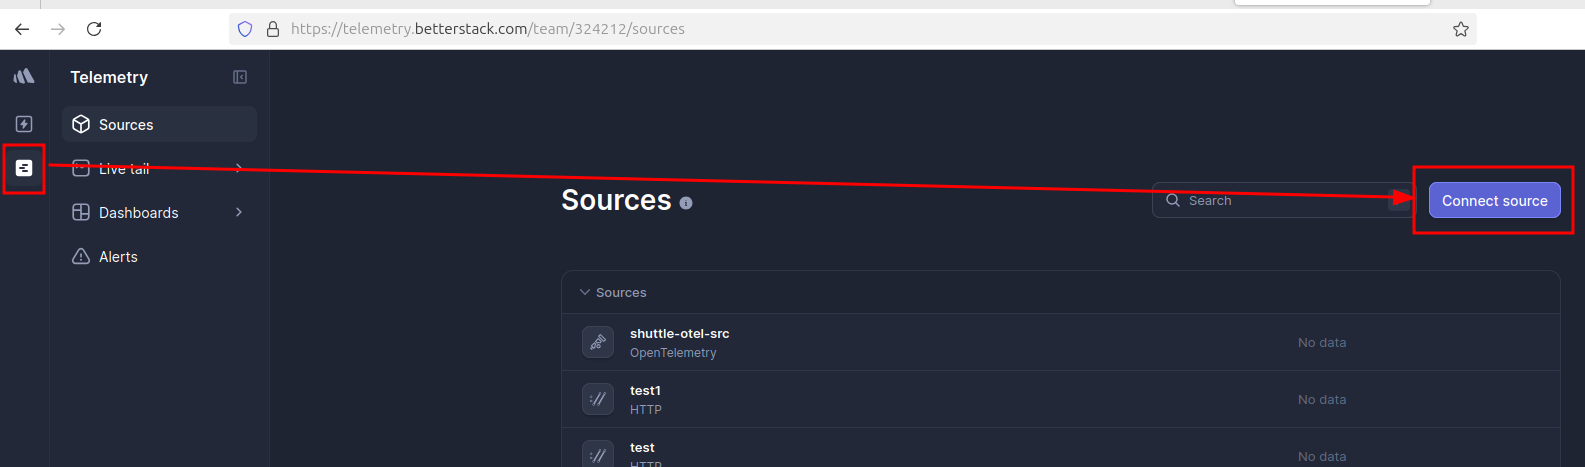 https://telemetry.betterstack.com/team/324212/sources
Telemetry
Sources
Live tail
Dashboards
Alerts
Sources
Search
Connect source
Sources
shuttle-otel-src
OpenTelemetry
No data
test1
HTTP
No data
test
HTTP
No data